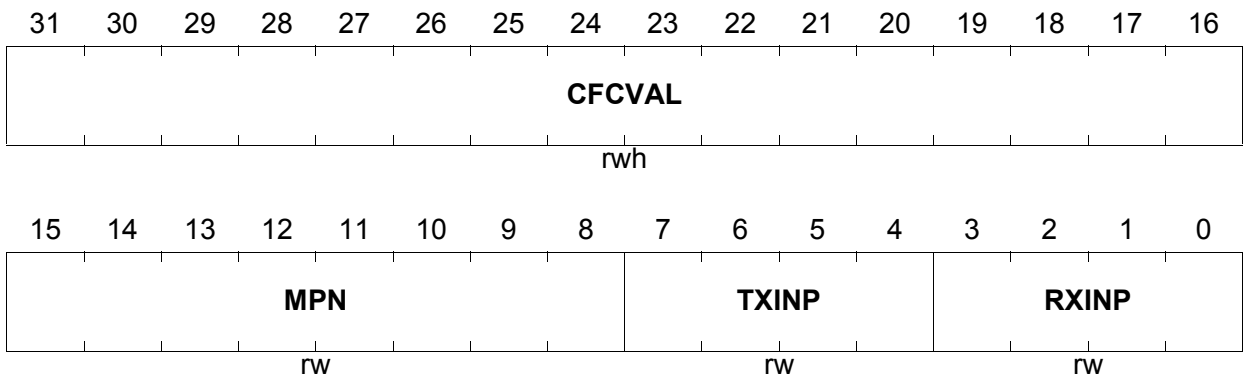 31 30 29 28 27 26 25 24 23 22 21 20 19 18 17 16
CFCVAL
rwh
15 14 13 12 11 10 9 8 7 6 5 4 3 2 1 0
MPN TXINP RXINP
rw rw rw